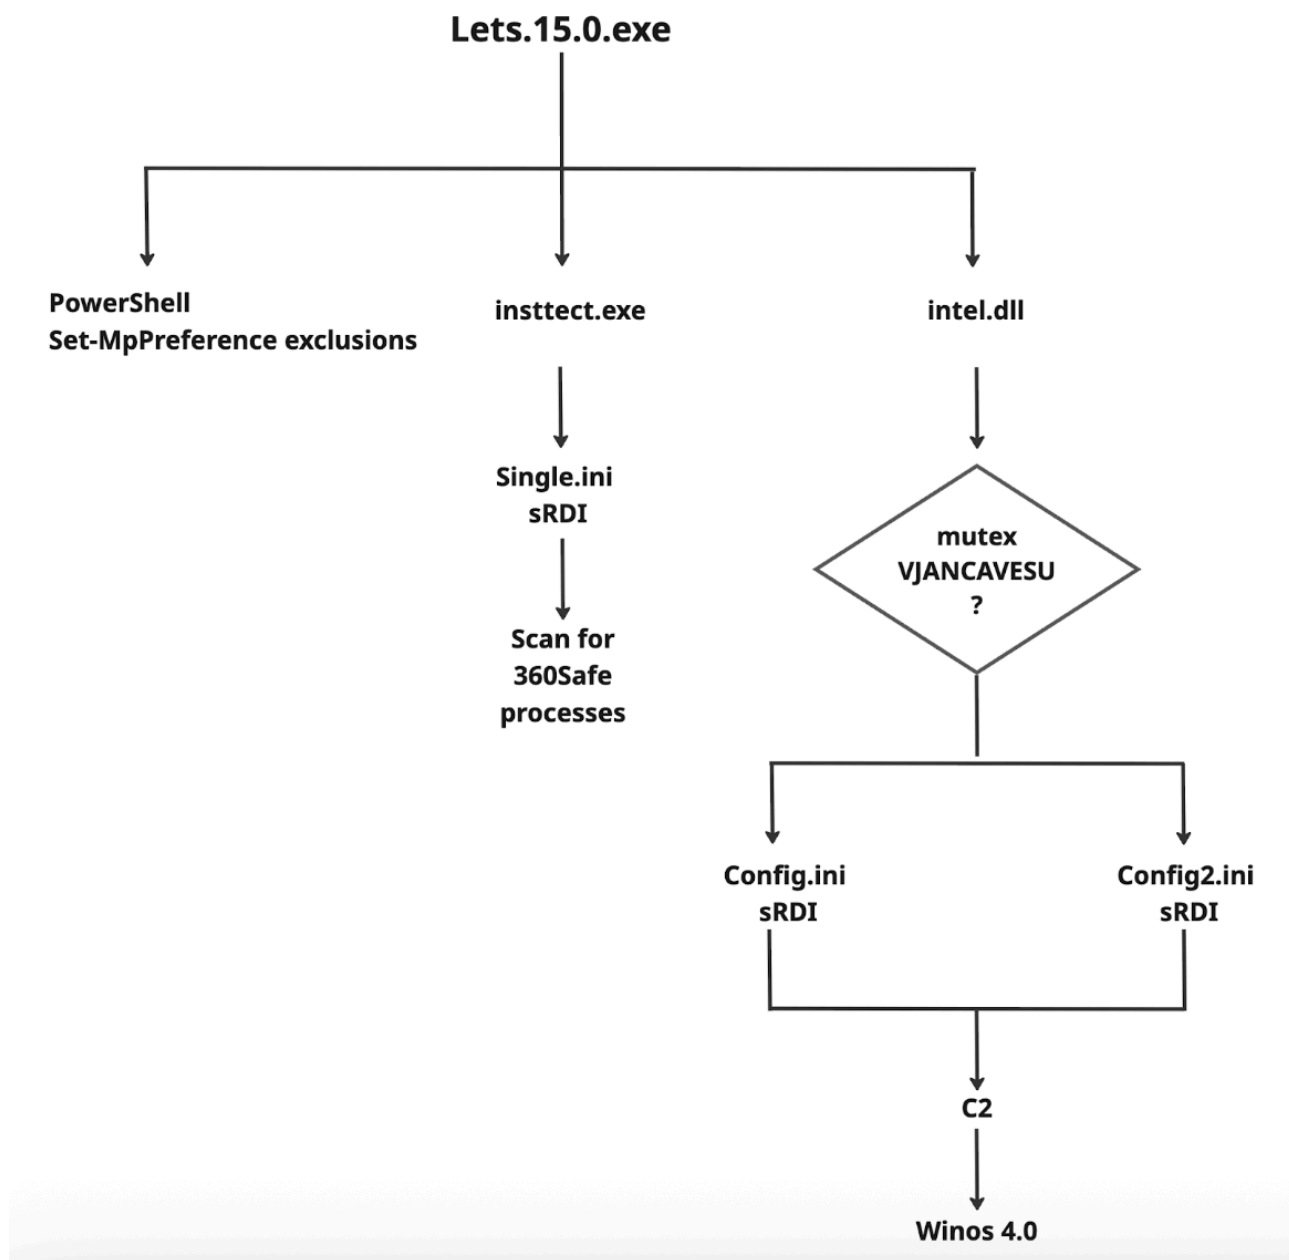 Lets.15.0.exe
PowerShell
Set-MpPreference exclusions
insttect.exe
intel.dll
Single.ini
sRDI
mutex
VJANCAVESU
?
Scan for
360Safe
processes
Config.ini
sRDI
Config2.ini
sRDI
C2
Winos 4.0